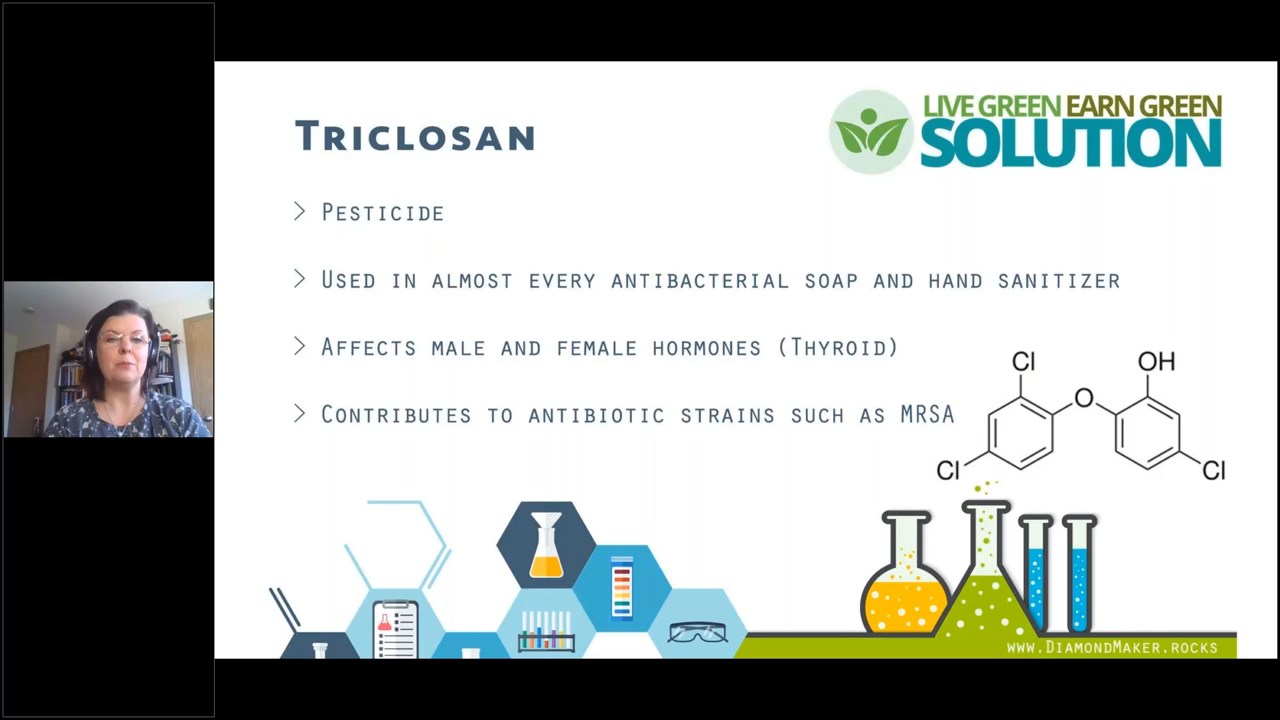 LIVE GREEN EARN GREEN
SOLUTION
TRICLOSAN
PESTICIDE
USED IN ALMOST EVERY ANTIBACTERIAL SOAP AND HAND SANITIZER
AFFECTS MALE AND FEMALE HORMONES (THYROID)
CONTRIBUTES TO ANTIBIOTIC STRAINS SUCH AS MRSA
Cl
OH
O
Cl
Cl
WWW.DIAMONDMAKER.ROCKS